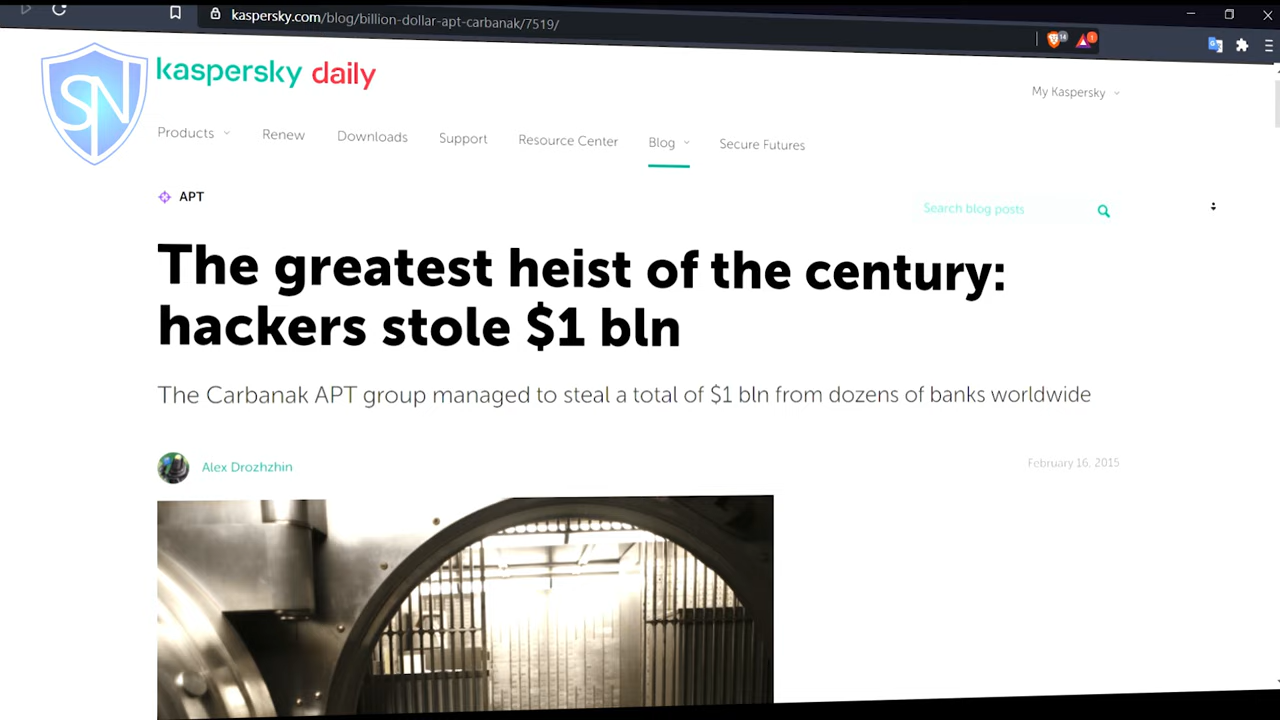 kaspersky.com/blog/billion-dollar-apt-carbanak/7519/
14
1
SN
kaspersky daily
My Kaspersky
Products
Renew
Downloads
Support
Resource Center
Blog
Secure Futures
APT
Search blog posts
The greatest heist of the century:
hackers stole $1 bln
The Carbanak APT group managed to steal a total of $1 bln from dozens of banks worldwide
Alex Drozhzhin
February 16, 2015